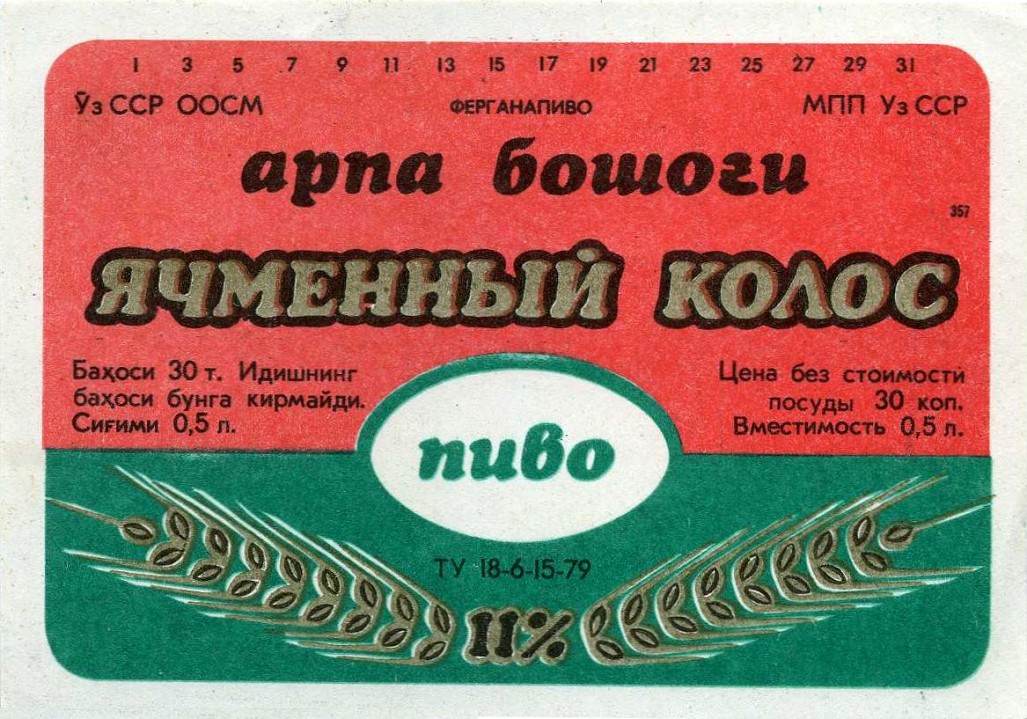 1 3 5 7 9 11 13 15 17 19 21 23 25 27 29 31
Ўз ССР ООСМ ФЕРГАНАПИВО МПП Уз ССР
арпа бошоги
357
ЯЧМЕННЫЙ КОЛОС
Баҳоси 30 т. Идишнинг
баҳоси бунга кирмайди.
Сиғими 0,5 л.
Цена без стоимости
посуды 30 коп.
Вместимость 0,5 л.
пиво
ТУ 18-6-15-79
11%